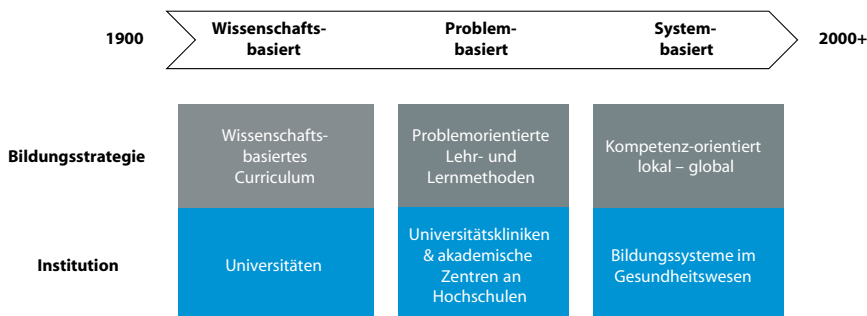 1900
Wissenschafts-
basiert
Problem-
basiert
System-
basiert
2000+
Bildungsstrategie
Wissenschafts-
basiertes
Curriculum
Problemorientierte
Lehr- und
Lernmethoden
Kompetenz-orientiert
lokal – global
Institution
Universitäten
Universitätskliniken
& akademische
Zentren an
Hochschulen
Bildungssysteme im
Gesundheitswesen